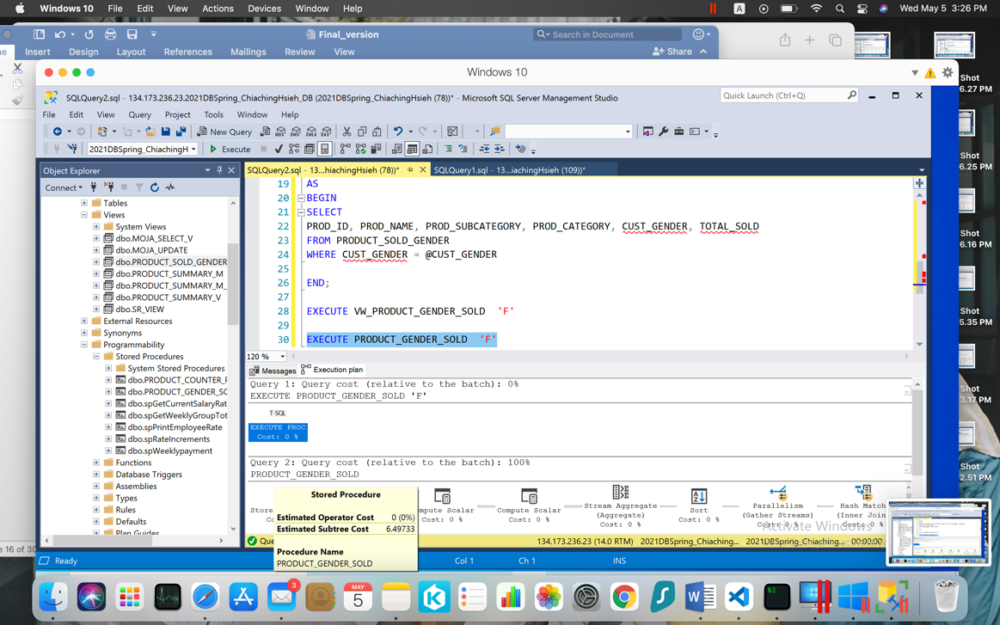 Windows 10 File Edit View Actions Devices Window Help
A
Wed May 5 3:26 PM
Final_version
Search in Document
Insert Design Layout References Mailings Review View
Share
Windows 10
SQLQuery2.sql - 134.173.236.23.2021DBSpring_ChiachingHsieh_DB (2021DBSpring_ChiachingHsieh (78))* - Microsoft SQL Server Management Studio
Quick Launch (Ctrl+Q)
File Edit View Query Project Tools Window Help
New Query
2021DBSpring_ChiachingH
Execute
Object Explorer
SQLQuery2.sql - 13...hiachingHsieh (78))*
SQLQuery1.sql - 13...iachingHsieh (109))*
Connect
Tables
Views
System Views
dbo.MOJA_SELECT_V
dbo.MOJA_UPDATE
dbo.PRODUCT_SOLD_GENDER
dbo.PRODUCT_SUMMARY_M
dbo.PRODUCT_SUMMARY_M_
dbo.PRODUCT_SUMMARY_V
dbo.SR_VIEW
External Resources
Synonyms
Programmability
Stored Procedures
System Stored Procedures
dbo.PRODUCT_COUNTER_F
dbo.PRODUCT_GENDER_SC
dbo.spGetCurrentSalaryRat
dbo.spGetWeeklyGroupTot
dbo.spPrintEmployeeRate
dbo.spRateIncrements
dbo.spWeeklypayment
Functions
Database Triggers
Assemblies
Types
Rules
Defaults
Plan Guides
19 AS
20 BEGIN
21 SELECT
22 PROD_ID, PROD_NAME, PROD_SUBCATEGORY, PROD_CATEGORY, CUST_GENDER, TOTAL_SOLD
23 FROM PRODUCT_SOLD_GENDER
24 WHERE CUST_GENDER = @CUST_GENDER
25
26 END;
27
28 EXECUTE VW_PRODUCT_GENDER_SOLD 'F'
29
30 EXECUTE PRODUCT_GENDER_SOLD 'F'
120 %
Messages Execution plan
Query 1: Query cost (relative to the batch): 0%
EXECUTE PRODUCT_GENDER_SOLD 'F'
T-SQL
EXECUTE PROC
Cost: 0 %
Query 2: Query cost (relative to the batch): 100%
PRODUCT_GENDER_SOLD
Stored Procedure
Estimated Operator Cost 0 (0%)
Estimated Subtree Cost 6.49733
Procedure Name
PRODUCT_GENDER_SOLD
Compute Scalar
Cost: 0 %
Stream Aggregate
(Aggregate)
Cost: 0 %
Sort
Cost: 0 %
Parallelism
(Gather Streams)
Cost: 0 %
Hash Match
(Inner Join
Activate Windows
134.173.236.23 (14.0 RTM) 2021DBSpring_Chiaching... 2021DBSpring_Chiaching... 00:00:00
Ready Col 1 Ch 1 INS
Shot
6.27 PM
Shot
6.25 PM
Shot
6.16 PM
Shot
5.35 PM
Shot
3.17 PM
Shot
2.51 PM
e 16 of 30
3
MAY
5